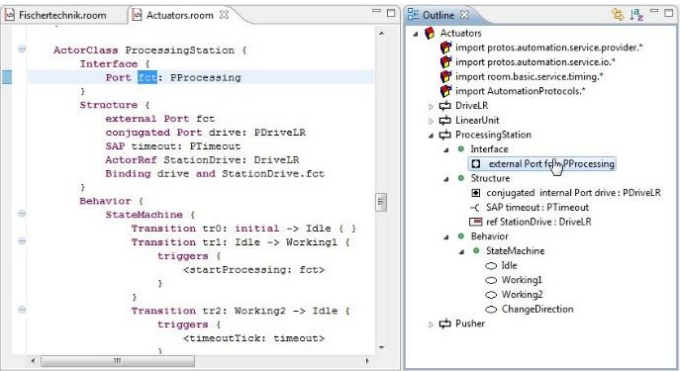 Fischertechnik.room
Actuators.room
ActorClass ProcessingStation {
Interface {
Port fct: PProcessing
}
Structure {
external Port fct
conjugated Port drive: PDriveLR
SAP timeout: PTimeout
ActorRef StationDrive: DriveLR
Binding drive and StationDrive.fct
}
Behavior {
StateMachine {
Transition tr0: initial -> Idle { }
Transition tr1: Idle -> Working1 {
triggers {
<startProcessing: fct>
}
}
Transition tr2: Working2 -> Idle {
triggers {
<timeoutTick: timeout>
}
Outline
Actuators
import protos.automation.service.provider.*
import protos.automation.service.io.*
import room.basic.service.timing.*
import AutomationProtocols.*
DriveLR
LinearUnit
ProcessingStation
Interface
external Port PProcessing
Structure
conjugated internal Port drive : PDriveLR
SAP timeout : PTimeout
ref StationDrive : DriveLR
Behavior
StateMachine
Idle
Working1
Working2
ChangeDirection
Pusher